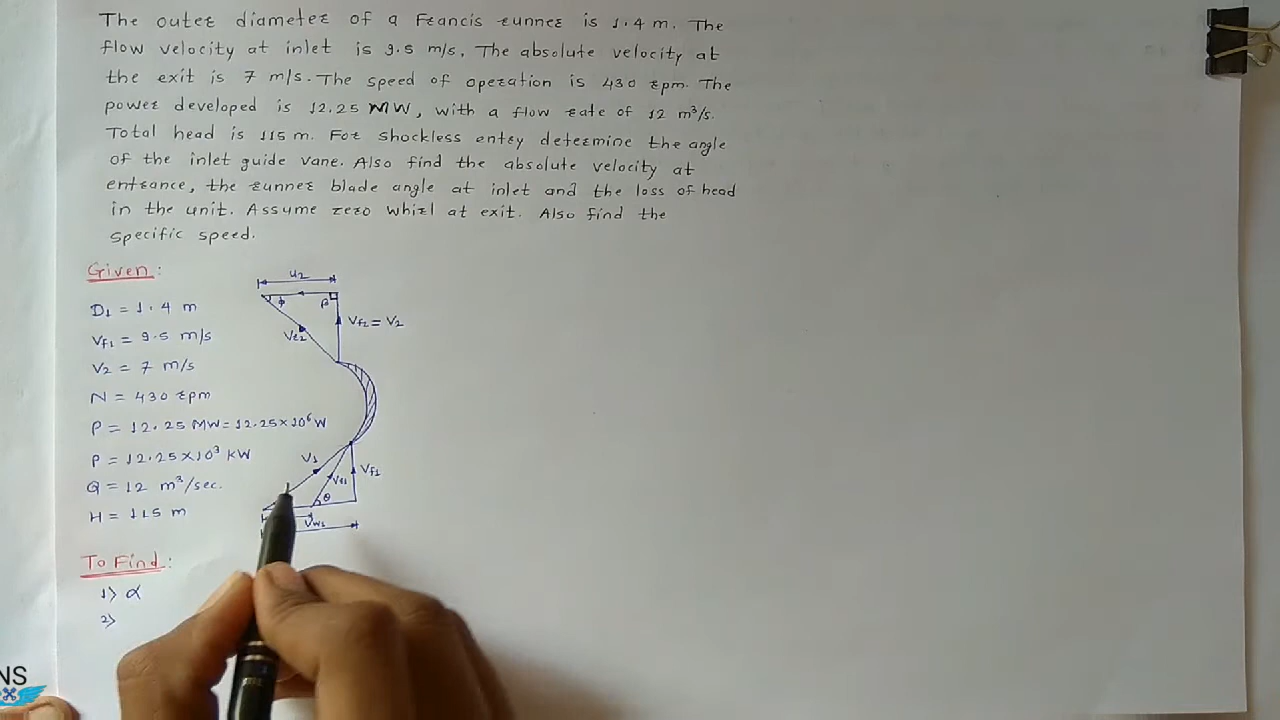 The outer diameter of a Francis runner is 1.4 m. The
flow velocity at inlet is 9.5 m/s. The absolute velocity at
the exit is 7 m/s. The speed of operation is 430 rpm. The
power developed is 12.25 MW, with a flow rate of 12 m³/s.
Total head is 115 m. For shockless entry determine the angle
of the inlet guide vane. Also find the absolute velocity at
entrance, the runner blade angle at inlet and the loss of head
in the unit. Assume zero whirl at exit. Also find the
specific speed.
Given:
D1 = 1.4 m
Vf1 = 9.5 m/s
V2 = 7 m/s
N = 430 rpm
P = 12.25 MW = 12.25 × 10⁶ W
P = 12.25 × 10³ KW
Q = 12 m³/sec.
H = 115 m
u2
ϕ
β
Vr2
Vf2 = V2
V1
Vr1
Vf1
θ
Vw1
To Find:
1> α
2>
NS